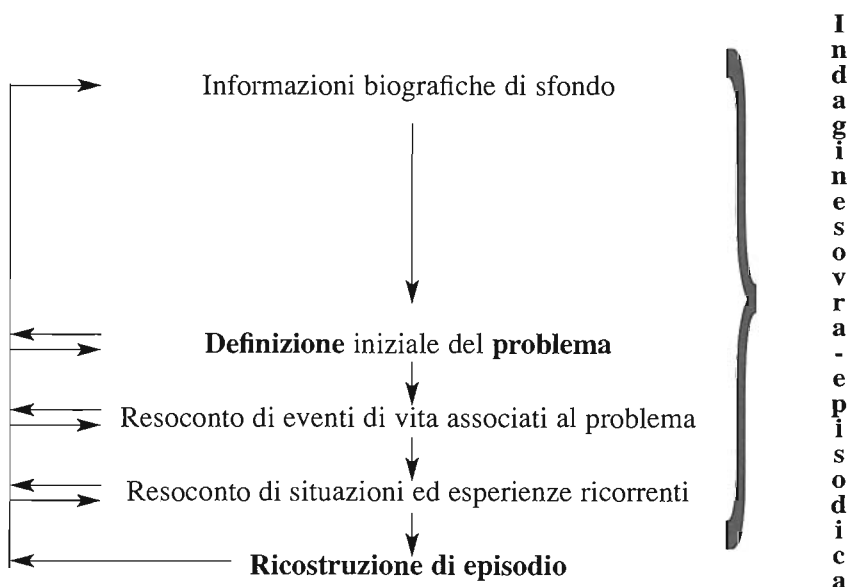 Informazioni biografiche di sfondo
Definizione iniziale del problema
Resoconto di eventi di vita associati al problema
Resoconto di situazioni ed esperienze ricorrenti
Ricostruzione di episodio
Indagine sovra-episodica